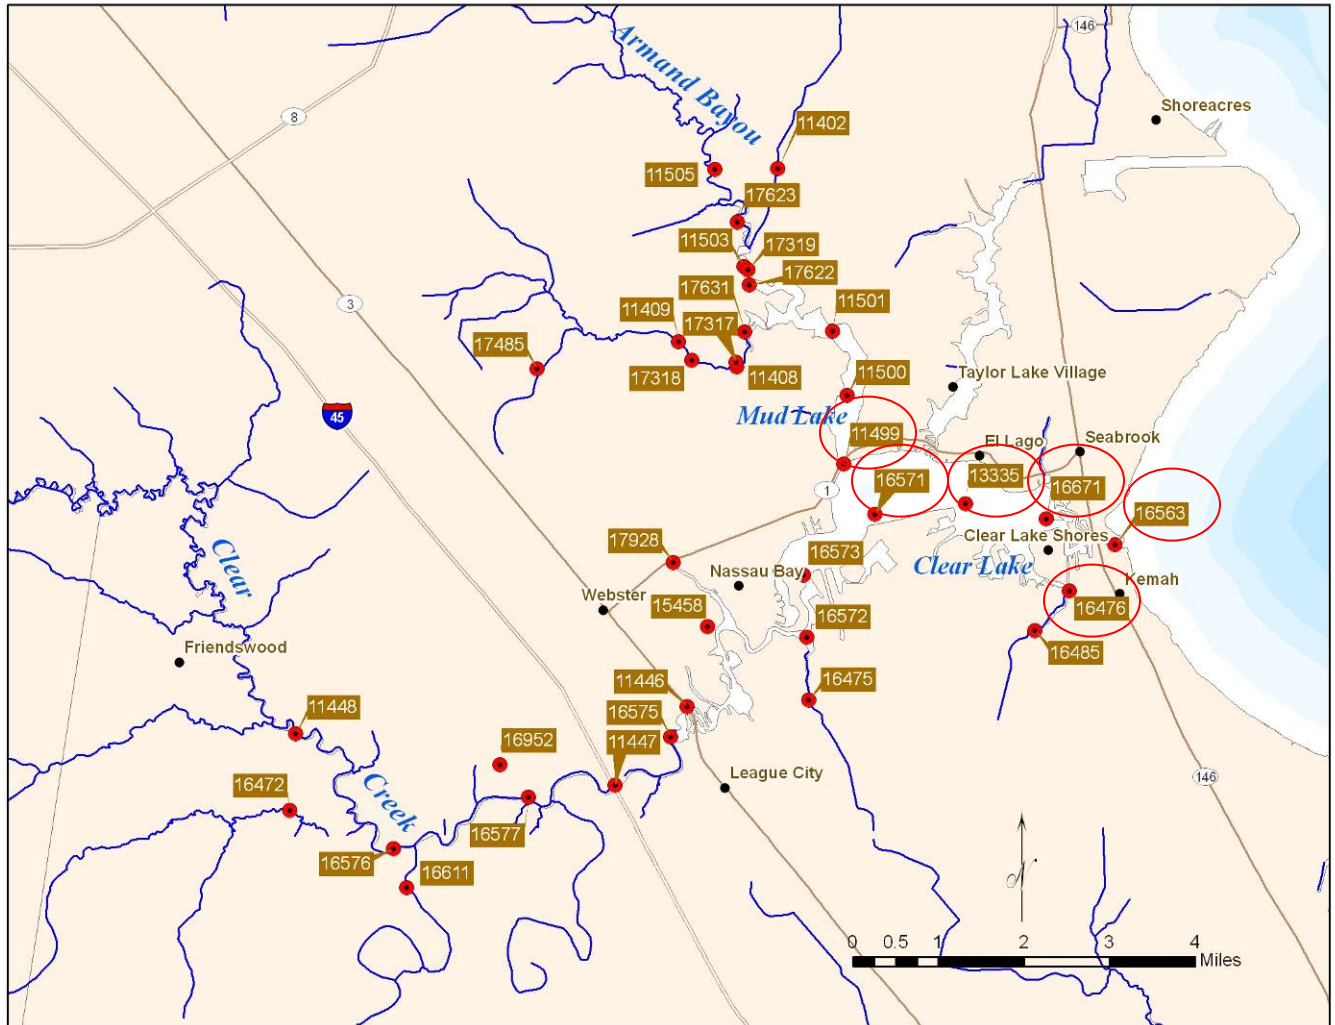 146
Armand Bayou
Shoreacres
8
11402
11505
17623
11503
17319
17622
17631
11501
3
11409
17317
17485
17318
11408
11500
Taylor Lake Village
Mud Lake
45
11499
El Lago
Seabrook
16571
13335
16671
1
16563
17928
16573
Clear Lake Shores
Clear
Nassau Bay
Clear Lake
Kemah
Webster
15458
16572
16476
Friendswood
16485
11446
16475
11448
16575
16952
11447
League City
146
16472
Creek
16577
16576
16611
N
0 0.5 1 2 3 4
Miles